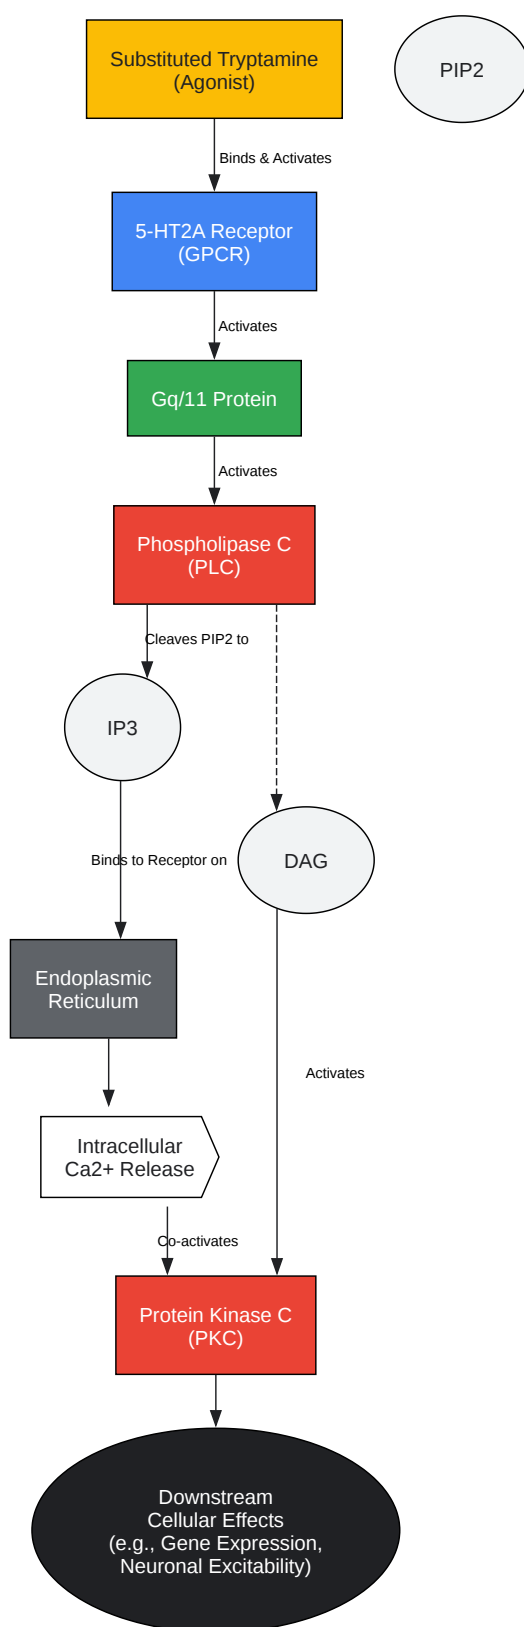 Substituted Tryptamine
(Agonist)
PIP2
Binds & Activates
5-HT2A Receptor
(GPCR)
Activates
Gq/11 Protein
Activates
Phospholipase C
(PLC)
Cleaves PIP2 to
IP3
Binds to Receptor on
DAG
Endoplasmic
Reticulum
Activates
Intracellular
Ca2+ Release
Co-activates
Protein Kinase C
(PKC)
Downstream
Cellular Effects
(e.g., Gene Expression,
Neuronal Excitability)